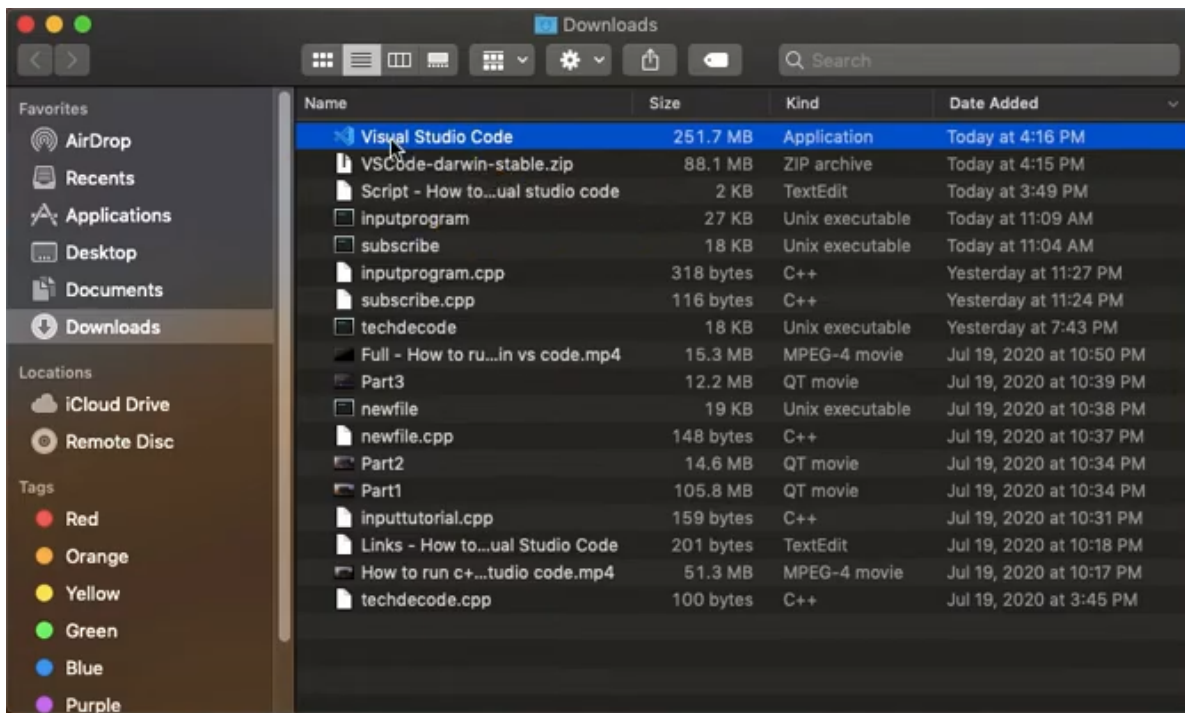 Downloads
Search
Favorites
AirDrop
Recents
Applications
Desktop
Documents
Downloads
Locations
iCloud Drive
Remote Disc
Tags
Red
Orange
Yellow
Green
Blue
Purple
Name Size Kind Date Added
Visual Studio Code 251.7 MB Application Today at 4:16 PM
VSCode-darwin-stable.zip 88.1 MB ZIP archive Today at 4:15 PM
Script - How to...ual studio code 2 KB TextEdit Today at 3:49 PM
inputprogram 27 KB Unix executable Today at 11:09 AM
subscribe 18 KB Unix executable Today at 11:04 AM
inputprogram.cpp 318 bytes C++ Yesterday at 11:27 PM
subscribe.cpp 116 bytes C++ Yesterday at 11:24 PM
techdecode 18 KB Unix executable Yesterday at 7:43 PM
Full - How to ru...in vs code.mp4 15.3 MB MPEG-4 movie Jul 19, 2020 at 10:50 PM
Part3 12.2 MB QT movie Jul 19, 2020 at 10:39 PM
newfile 19 KB Unix executable Jul 19, 2020 at 10:38 PM
newfile.cpp 148 bytes C++ Jul 19, 2020 at 10:37 PM
Part2 14.6 MB QT movie Jul 19, 2020 at 10:34 PM
Part1 105.8 MB QT movie Jul 19, 2020 at 10:34 PM
inputtutorial.cpp 159 bytes C++ Jul 19, 2020 at 10:31 PM
Links - How to...ual Studio Code 201 bytes TextEdit Jul 19, 2020 at 10:18 PM
How to run c+...tudio code.mp4 51.3 MB MPEG-4 movie Jul 19, 2020 at 10:17 PM
techdecode.cpp 100 bytes C++ Jul 19, 2020 at 3:45 PM